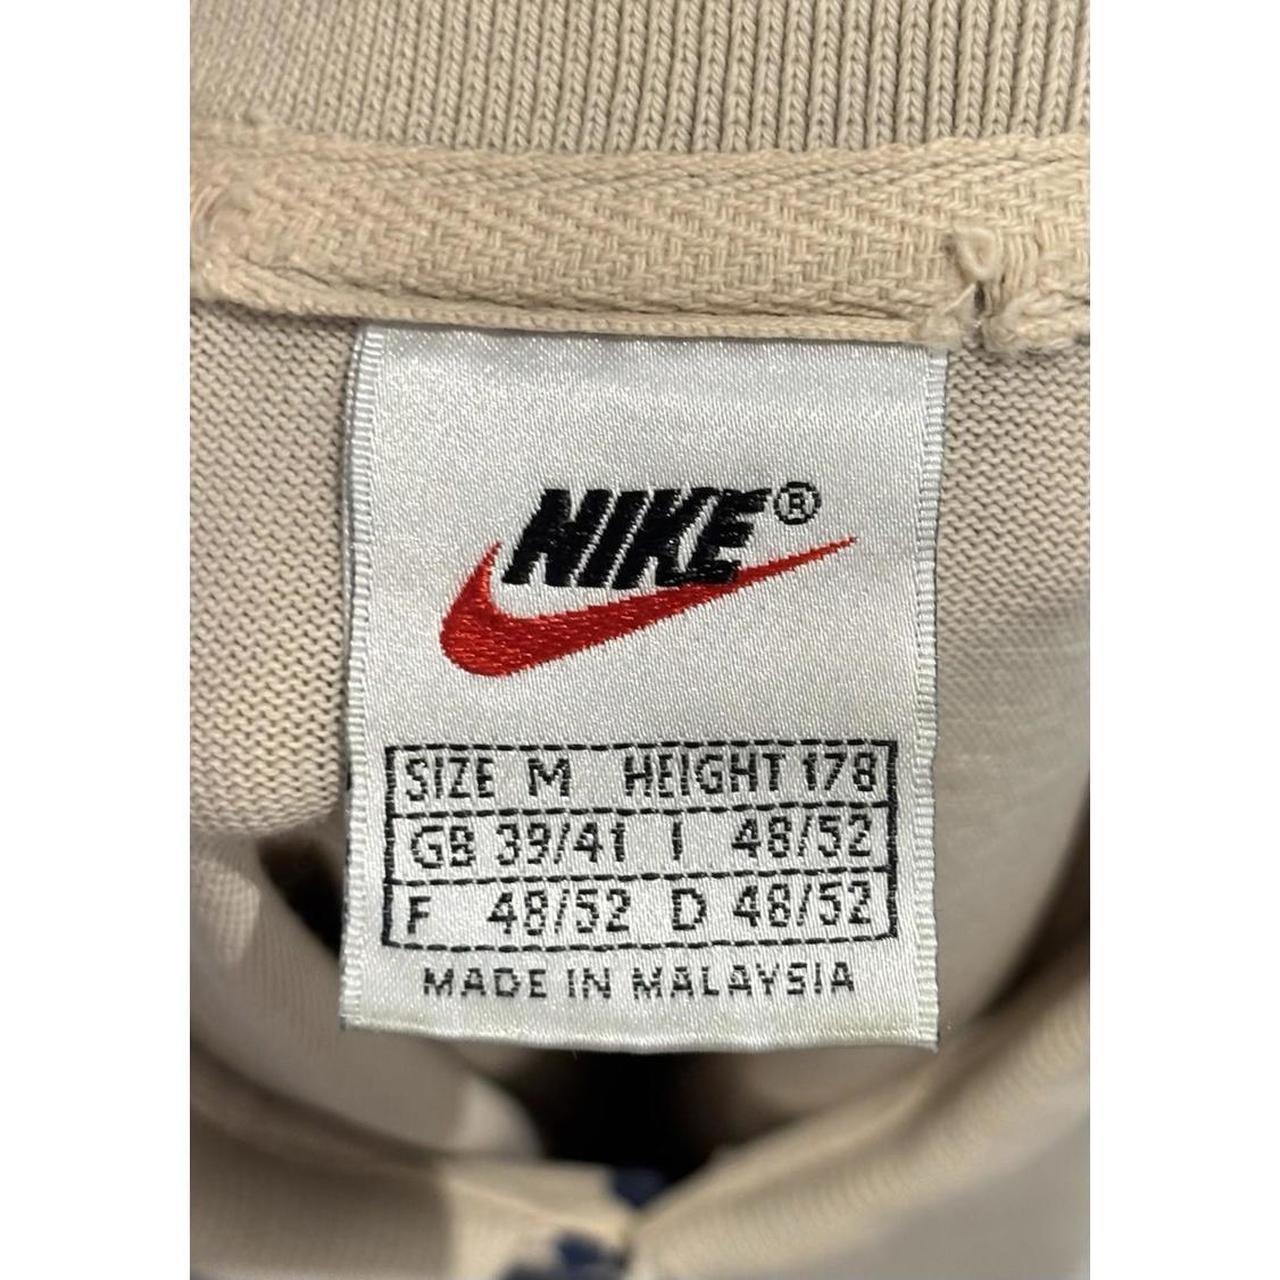 NIKE®
SIZE M HEIGHT 178
GB 39/41 I 48/52
F 48/52 D 48/52
MADE IN MALAYSIA